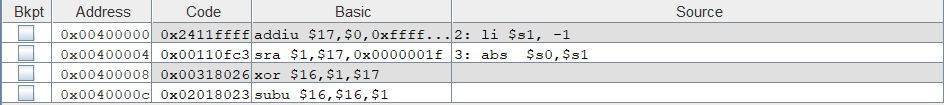 Bkpt Address Code Basic Source
0x00400000 0x2411ffff addiu $17,$0,0xffff... 2: li $s1, -1
0x00400004 0x00110fc3 sra $1,$17,0x0000001f 3: abs  $s0,$s1
0x00400008 0x00318026 xor $16,$1,$17
0x0040000c 0x02018023 subu $16,$16,$1